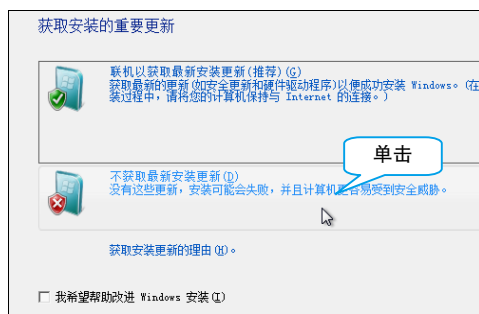 获取安装的重要更新
联机以获取最新安装更新(推荐)(G)
获取最新的更新(如安全更新和硬件驱动程序)以便成功安装 Windows。(在
装过程中,请将您的计算机保持与 Internet 的连接。)
单击
不获取最新安装更新(D)
没有这些更新,安装可能会失败,并且计算机更容易受到安全威胁。
获取安装更新的理由(H)。
我希望帮助改进 Windows 安装(I)